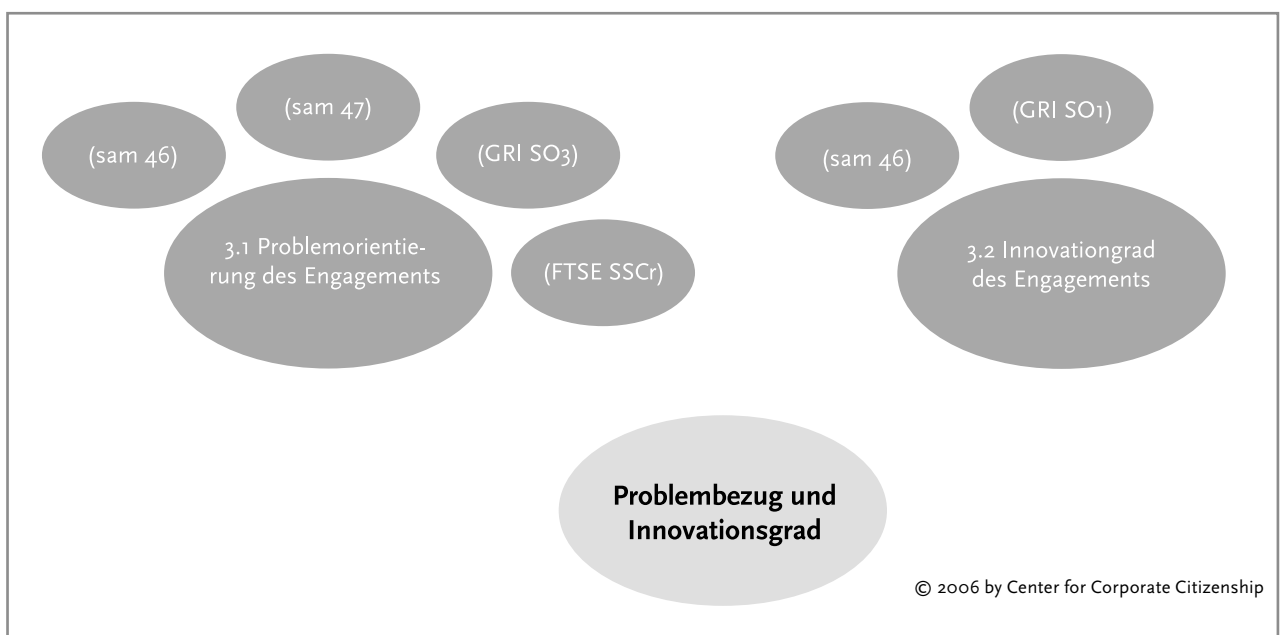 (sam 47)
(sam 46)
(GRI SO3)
3.1 Problemorientie-
rung des Engagements
(FTSE SSCr)
(GRI SO1)
(sam 46)
3.2 Innovationgrad
des Engagements
Problembezug und
Innovationsgrad
© 2006 by Center for Corporate Citizenship